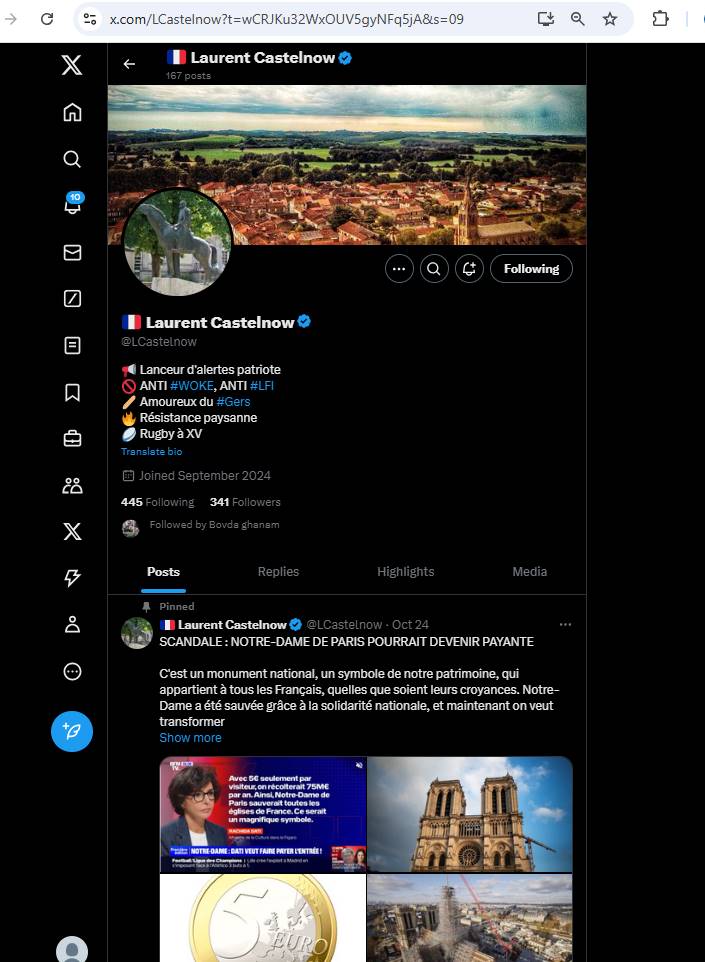 x.com/LCastelnow?t=wCRJKu32WxOUV5gyNFq5jA&s=09
🇫🇷 Laurent Castelnow
167 posts
10
Following
🇫🇷 Laurent Castelnow
@LCastelnow
📢 Lanceur d'alertes patriote
🚫 ANTI #WOKE, ANTI #LFI
🥖 Amoureux du #Gers
🔥 Résistance paysanne
🏉 Rugby à XV
Translate bio
Joined September 2024
445 Following 341 Followers
Followed by Bovda ghanam
Posts Replies Highlights Media
Pinned
🇫🇷 Laurent Castelnow @LCastelnow · Oct 24
SCANDALE : NOTRE-DAME DE PARIS POURRAIT DEVENIR PAYANTE
C'est un monument national, un symbole de notre patrimoine, qui
appartient à tous les Français, quelles que soient leurs croyances. Notre-
Dame a été sauvée grâce à la solidarité nationale, et maintenant on veut
transformer
Show more
Avec 5€ seulement par
visiteur, on récolterait 75M€
par an. Ainsi, Notre-Dame de
Paris sauverait toutes les
églises de France. Ce serait
un magnifique symbole.
RACHIDA DATI
Ministre de la Culture dans le Figaro
NOTRE-DAME : DATI VEUT FAIRE PAYER L'ENTRÉE !
Football/Ligue des Champions
5 EURO